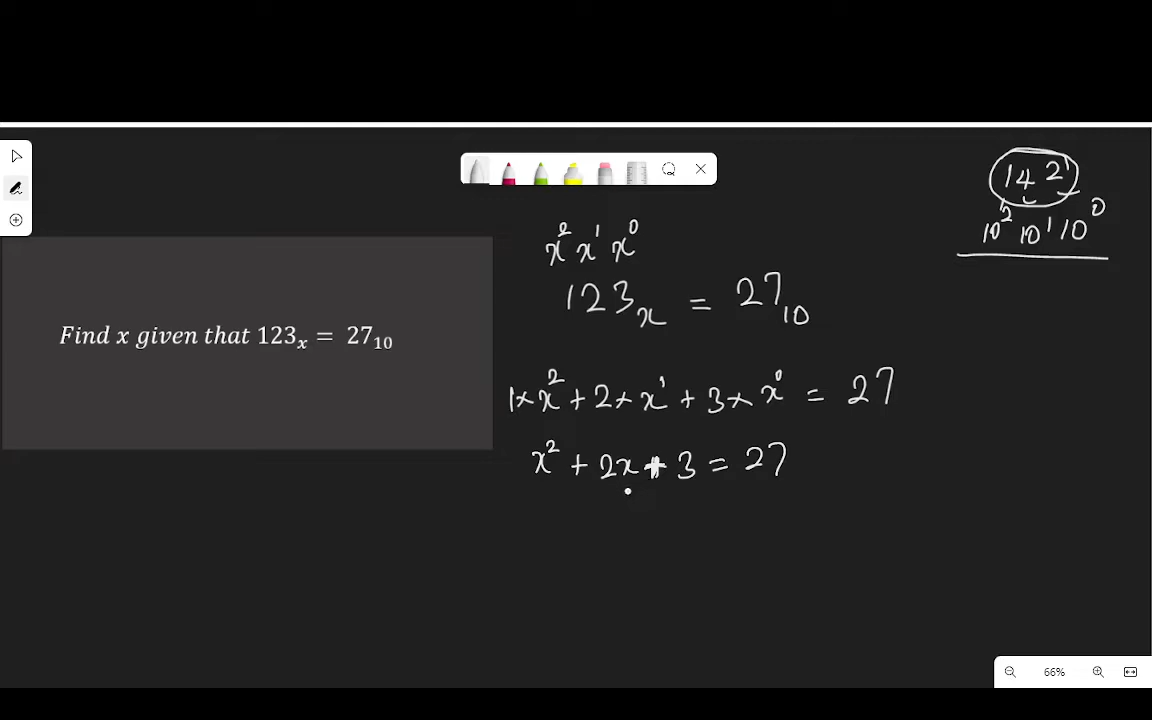 142
10² 10¹ 10⁰
x² x¹ x⁰
123ₓ = 27₁₀
Find x given that 123ₓ = 27₁₀
1×x² + 2×x¹ + 3×x⁰ = 27
x² + 2x + 3 = 27
66%